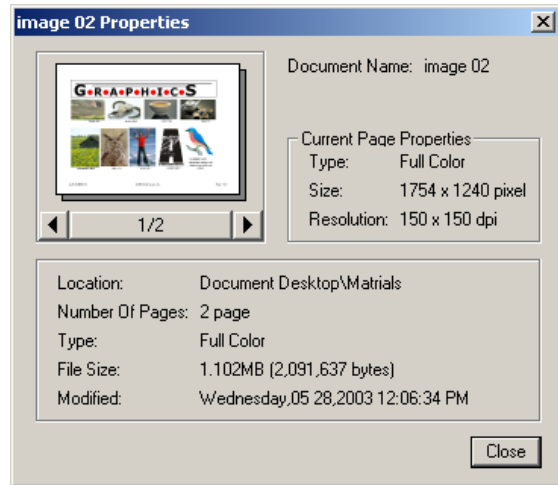 image 02 Properties
G•R•A•P•H•I•C•S
Document Name: image 02
Current Page Properties
Type: Full Color
Size: 1754 x 1240 pixel
Resolution: 150 x 150 dpi
1/2
Location: Document Desktop\Matrials
Number Of Pages: 2 page
Type: Full Color
File Size: 1.102MB (2,091,637 bytes)
Modified: Wednesday,05 28,2003 12:06:34 PM
Close